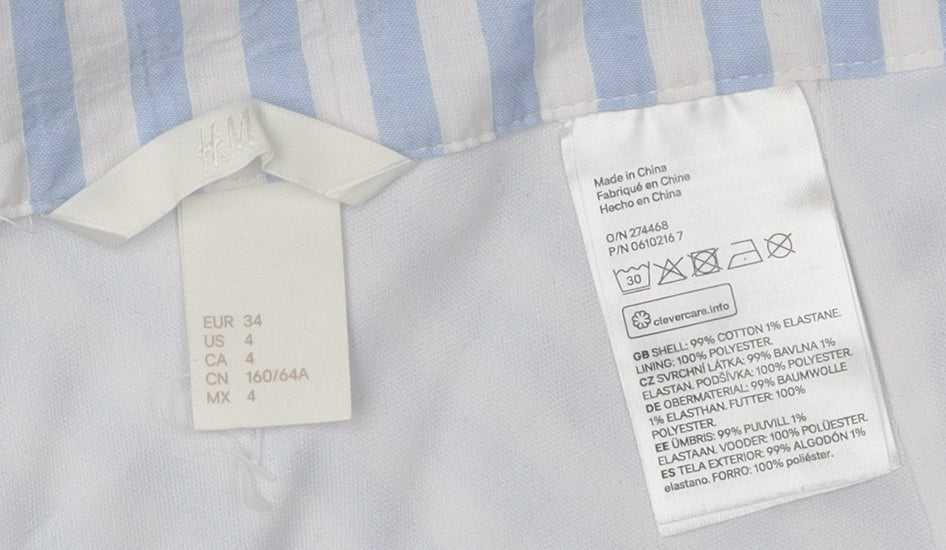 H&M
EUR 34
US 4
CA 4
CN 160/64A
MX 4
Made in China
Fabriqué en Chine
Hecho en China
O/N 274468
P/N 0610216 7
30
clevercare.info
GB SHELL: 99% COTTON 1% ELASTANE.
LINING: 100% POLYESTER.
CZ SVRCHNÍ LÁTKA: 99% BAVLNA 1%
ELASTAN. PODŠÍVKA: 100% POLYESTER.
DE OBERMATERIAL: 99% BAUMWOLLE
1% ELASTHAN. FUTTER: 100%
POLYESTER.
EE ÜMBRIS: 99% PUUVILL 1%
ELASTAAN. VOODER: 100% POLÜESTER.
ES TELA EXTERIOR: 99% ALGODÓN 1%
elastano. FORRO: 100% poliéster.